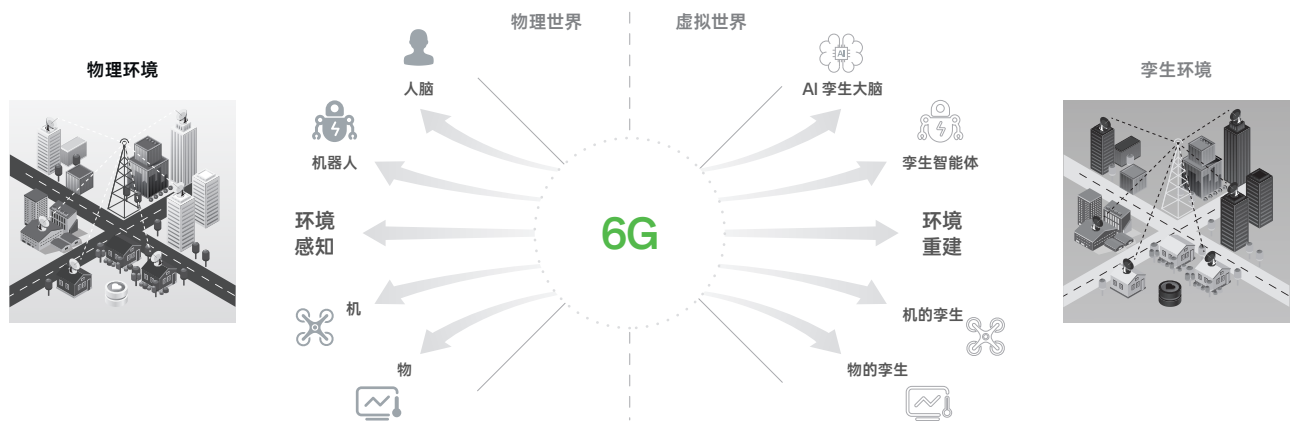 物理世界
虚拟世界
物理环境
孪生环境
人脑
AI
AI 孪生大脑
机器人
孪生智能体
环境
感知
6G
环境
重建
机
机的孪生
物
物的孪生